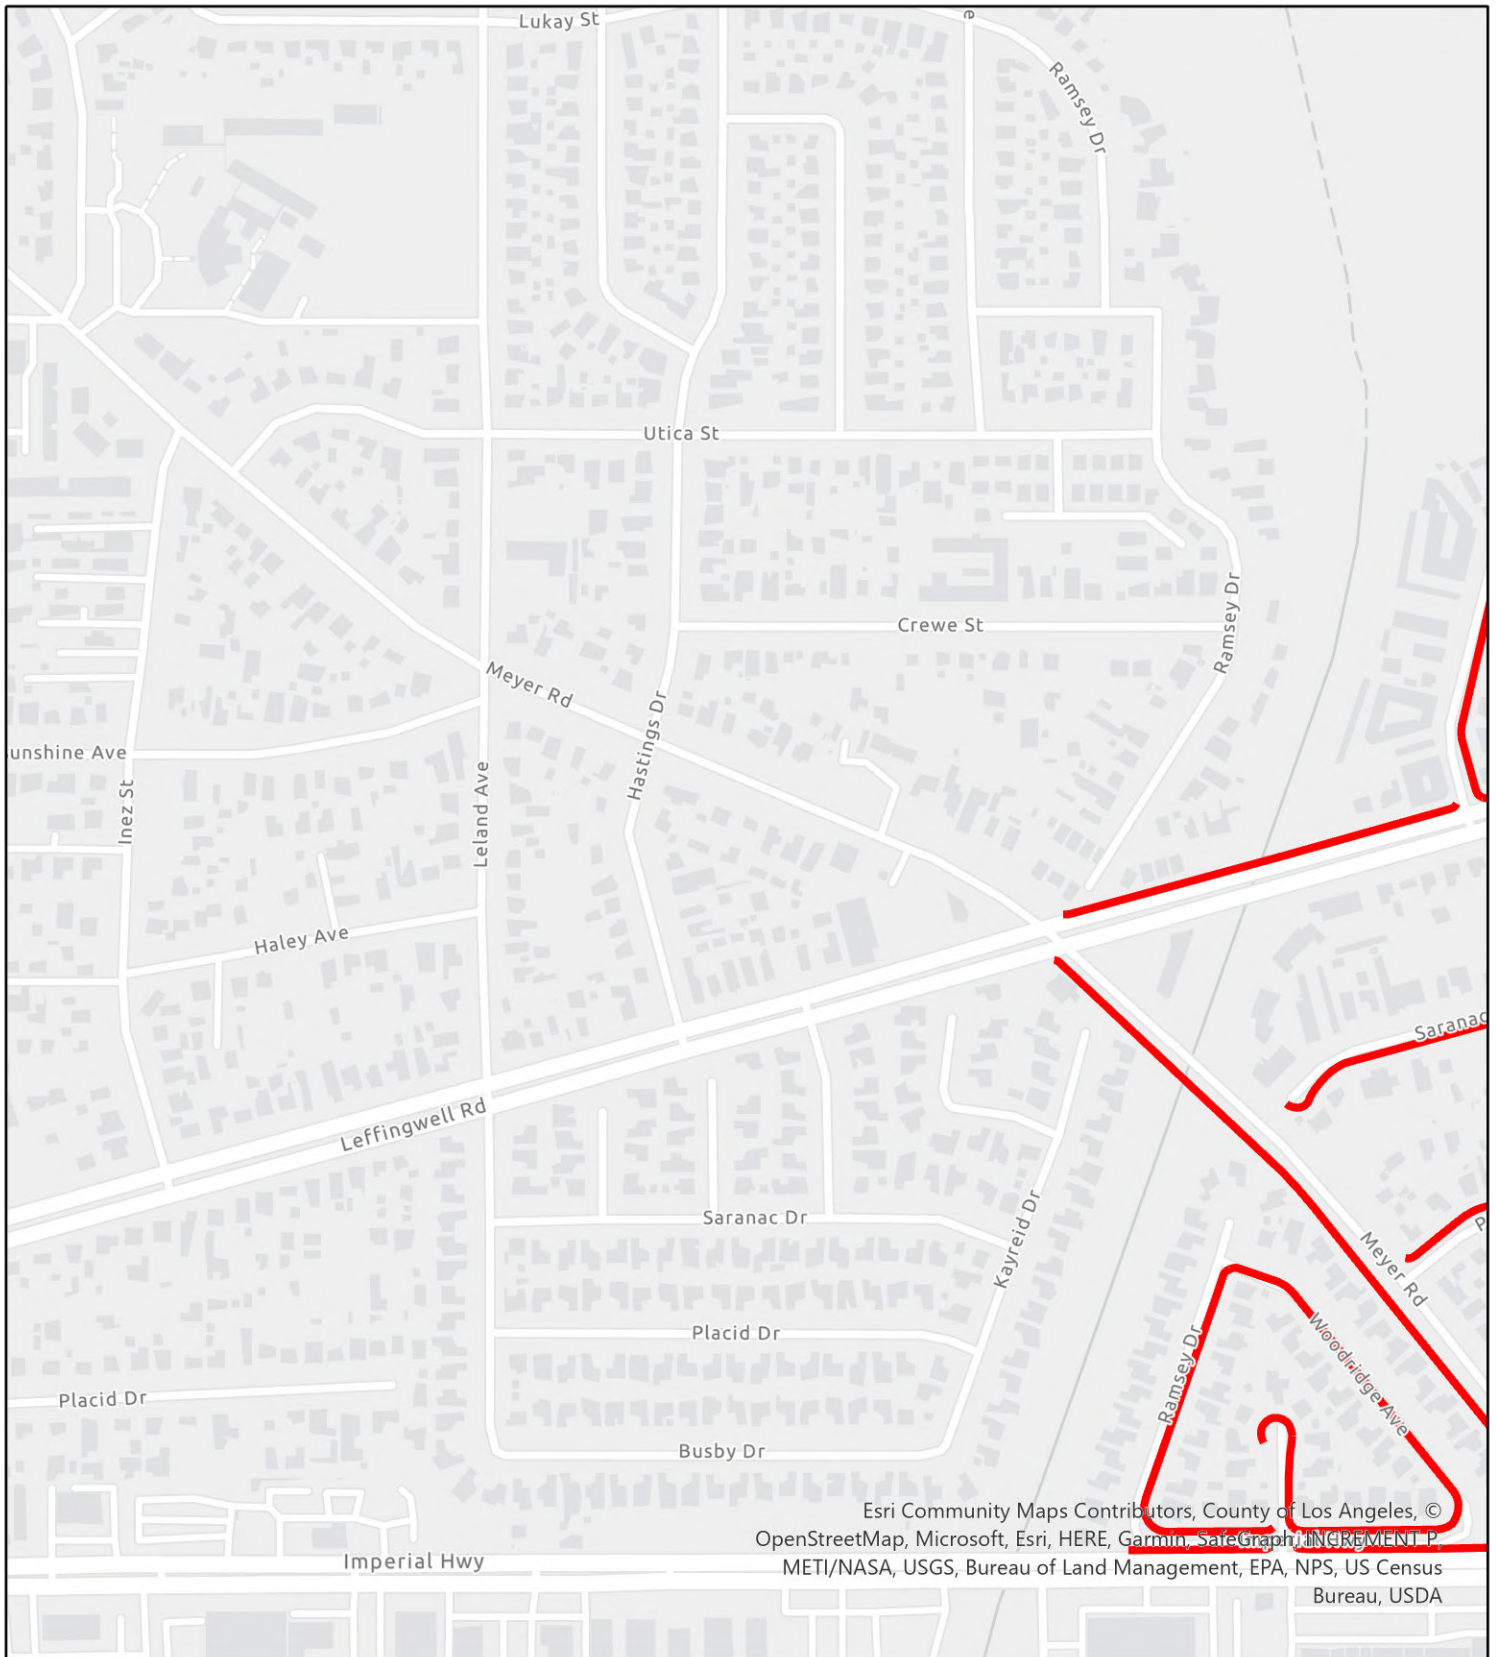 Lukay St
e
Ramsey Dr
Utica St
Crewe St
Ramsey Dr
Meyer Rd
Hastings Dr
unshine Ave
Inez St
Leland Ave
Haley Ave
Saranac
Leffingwell Rd
Saranac Dr
Kayreid Dr
P
Meyer Rd
Placid Dr
Woodridge Ave
Ramsey Dr
Placid Dr
Busby Dr
Imperial Hwy
Esri Community Maps Contributors, County of Los Angeles, ©
OpenStreetMap, Microsoft, Esri, HERE, Garmin, SafeGraph, INCREMENT P,
METI/NASA, USGS, Bureau of Land Management, EPA, NPS, US Census
Bureau, USDA